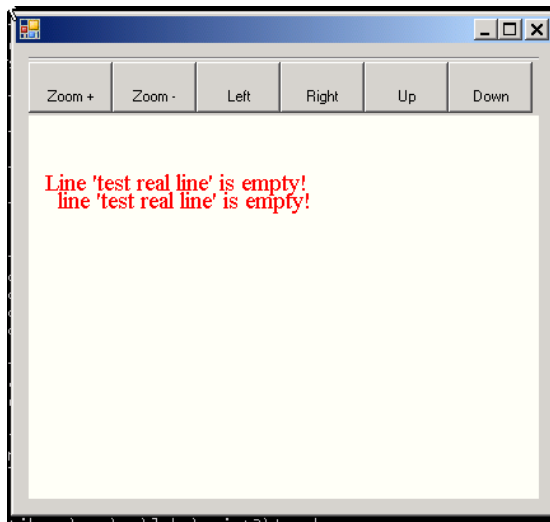 Zoom + Zoom - Left Right Up Down
Line 'test real line' is empty!
line 'test real line' is empty!